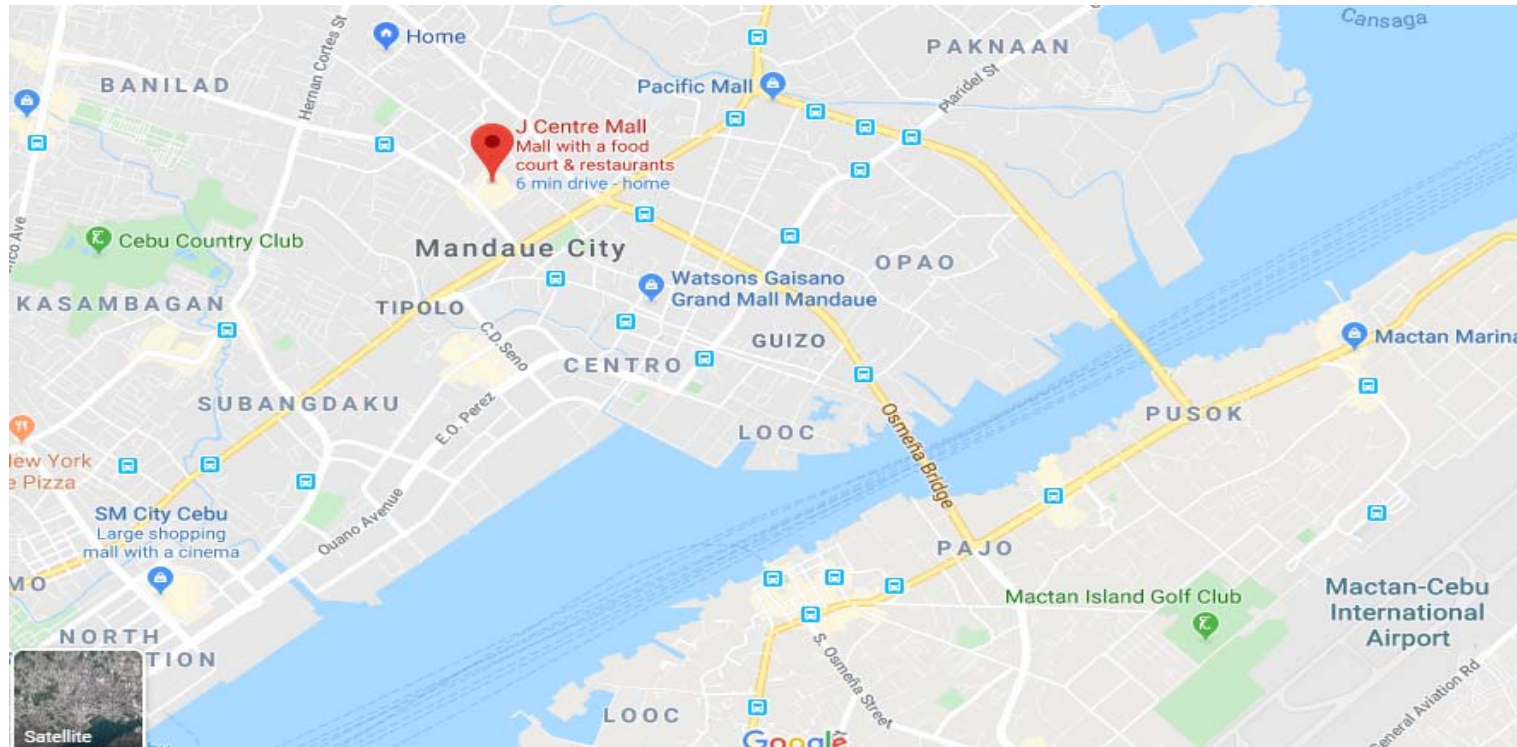 Cansaga
Home
Hernan Cortes St
PAKNAAN
BANILAD
Pacific Mall
Plaridel St
J Centre Mall
Mall with a food
court & restaurants
6 min drive - home
Cebu Country Club
Mandaue City
OPAO
Watsons Gaisano
Grand Mall Mandaue
KASAMBAGAN
TIPOLO
C.D. Seno
GUIZO
Mactan Marina
CENTRO
SUBANGDAKU
E.O. Perez
Osmeña Bridge
PUSOK
LOOC
New York
Pizza
SM City Cebu
Large shopping
mall with a cinema
Ouano Avenue
PAJO
Mactan Island Golf Club
Mactan-Cebu
International
Airport
NORTH
S. Osmeña Street
General Aviation Rd
LOOC
Satellite
Google